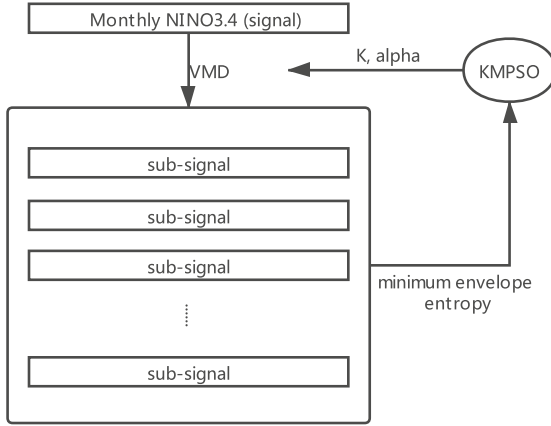 Monthly NINO3.4 (signal)
K, alpha
VMD
KMPSO
sub-signal
sub-signal
sub-signal
sub-signal
minimum envelope
entropy